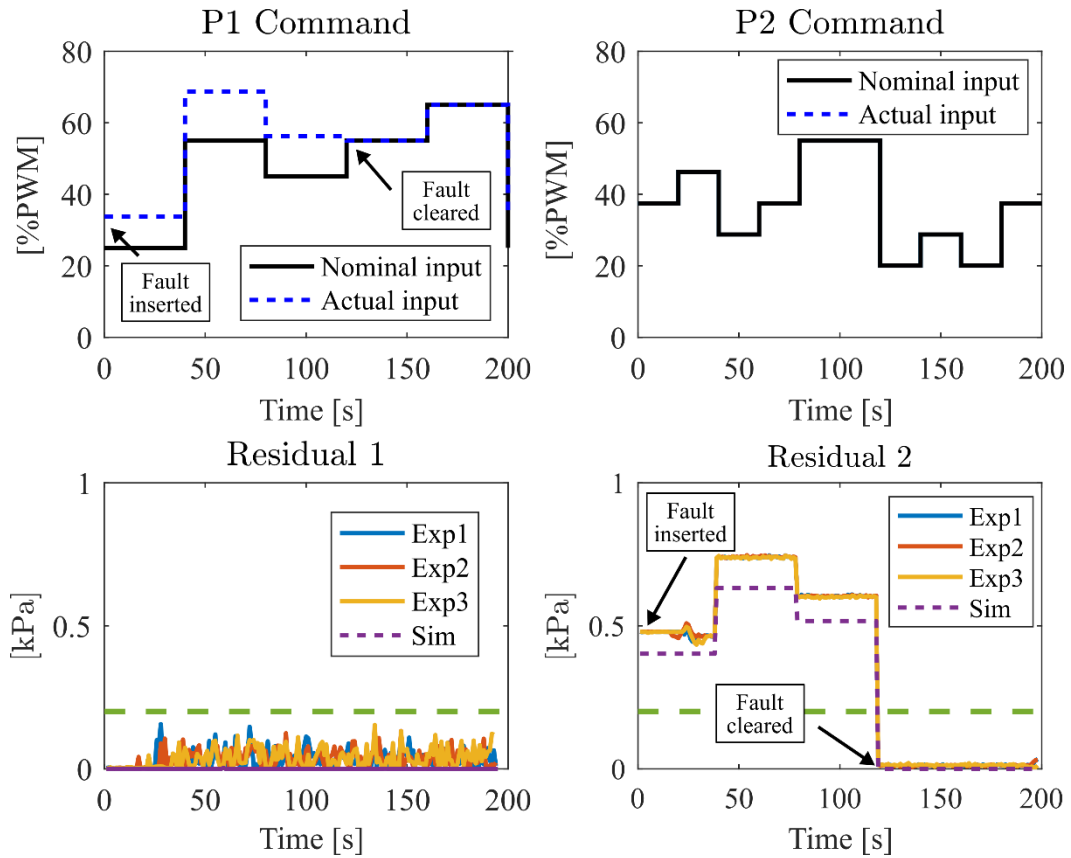 P1 Command
80
60
40
20
0
[%PWM]
Fault
cleared
Fault
inserted
Nominal input
Actual input
0
50
100
150
200
Time [s]
P2 Command
80
60
40
20
0
[%PWM]
Nominal input
Actual input
0
50
100
150
200
Time [s]
Residual 1
1
0.5
0
[kPa]
Exp1
Exp2
Exp3
Sim
0
50
100
150
200
Time [s]
Residual 2
1
0.5
0
[kPa]
Fault
inserted
Exp1
Exp2
Exp3
Sim
Fault
cleared
0
50
100
150
200
Time [s]